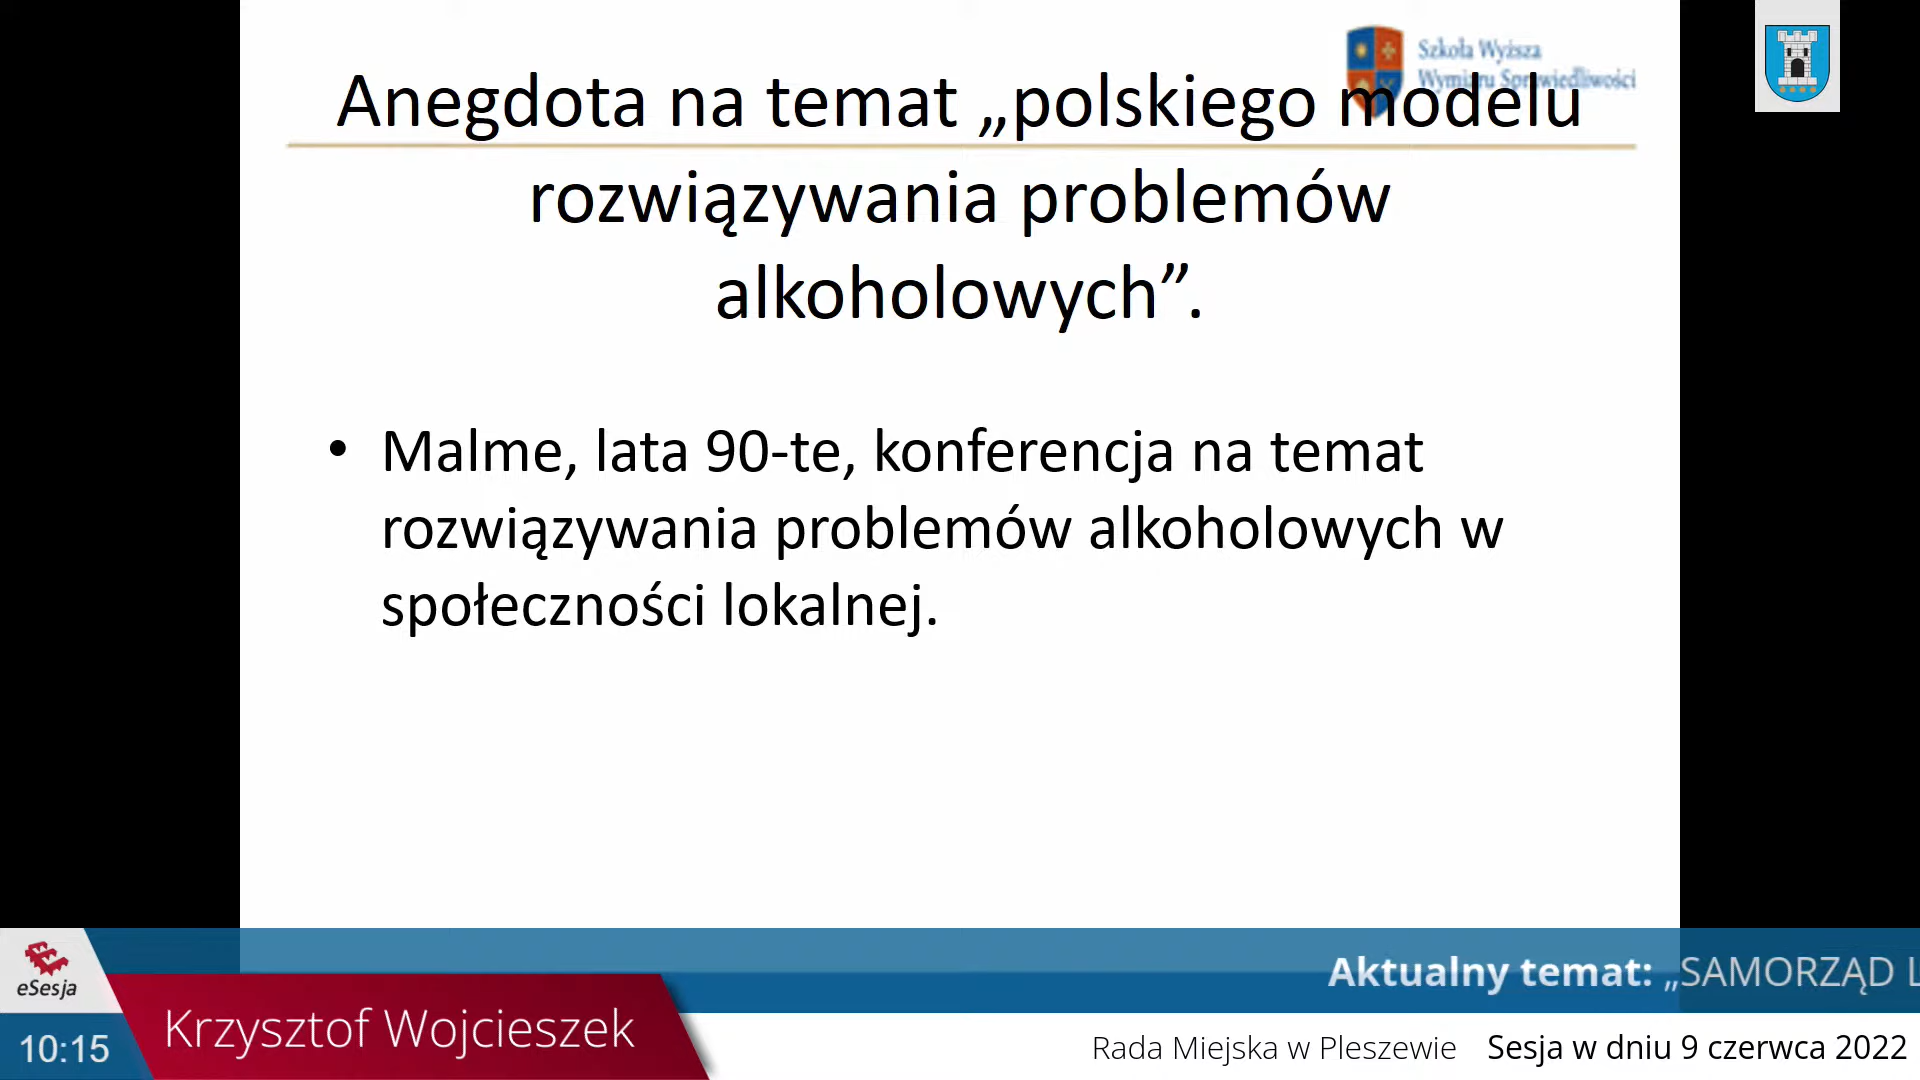 Szkoła Wyższa
Wymiaru Sprawiedliwości
Anegdota na temat „polskiego modelu
rozwiązywania problemów
alkoholowych”.
• Malme, lata 90-te, konferencja na temat
rozwiązywania problemów alkoholowych w
społeczności lokalnej.
Aktualny temat: „SAMORZĄD L
eSesja
Krzysztof Wojcieszek
10:15
Rada Miejska w Pleszewie Sesja w dniu 9 czerwca 2022